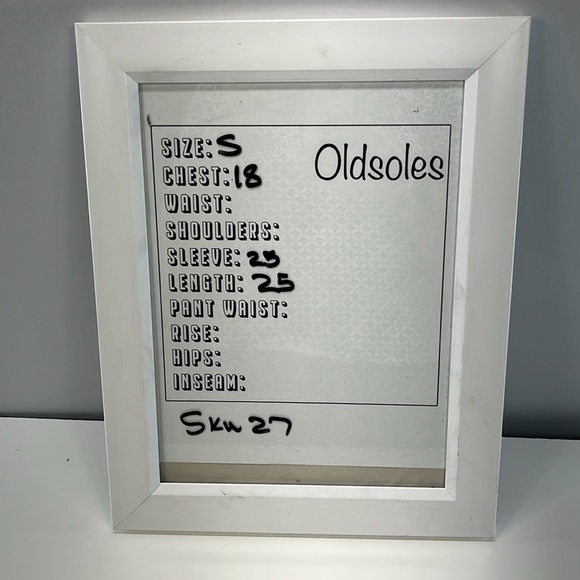 SIZE: S
Oldsoles
CHEST: 18
WAIST:
SHOULDERS:
SLEEVE: 25
LENGTH: 25
PANT WAIST:
RISE:
HIPS:
INSEAM:
Sku 27